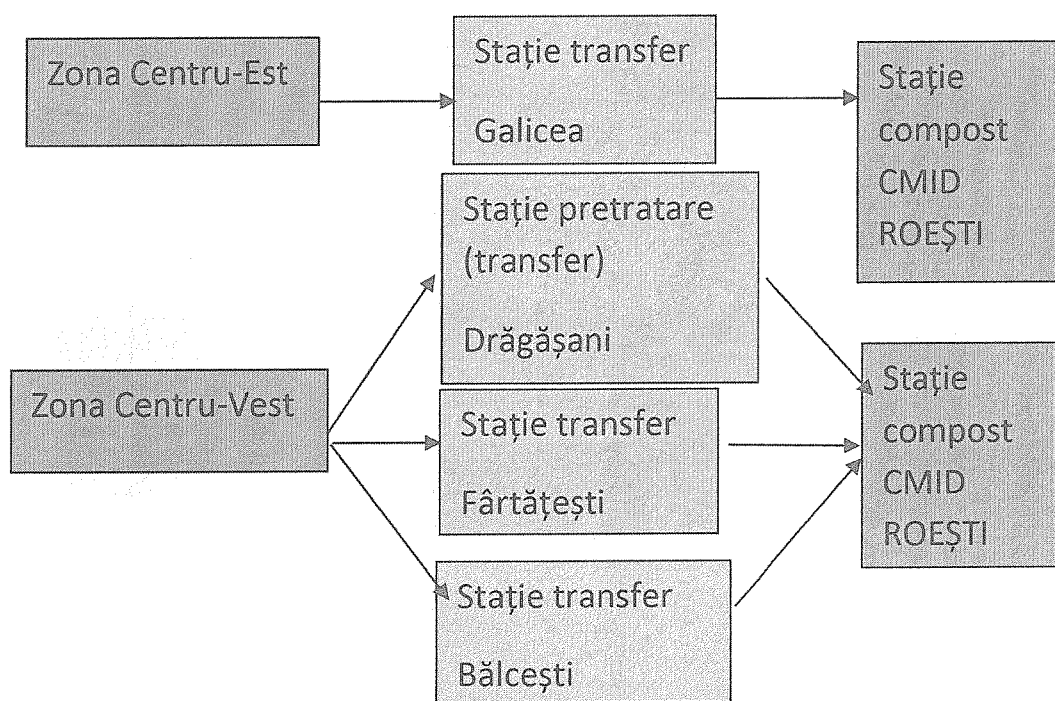 Zona Centru-Est
Stație transfer
Galicea
Stație
compost
CMID
ROEȘTI
Zona Centru-Vest
Stație pretratare
(transfer)
Drăgășani
Stație transfer
Fârtățești
Stație transfer
Bălcești
Stație
compost
CMID
ROEȘTI